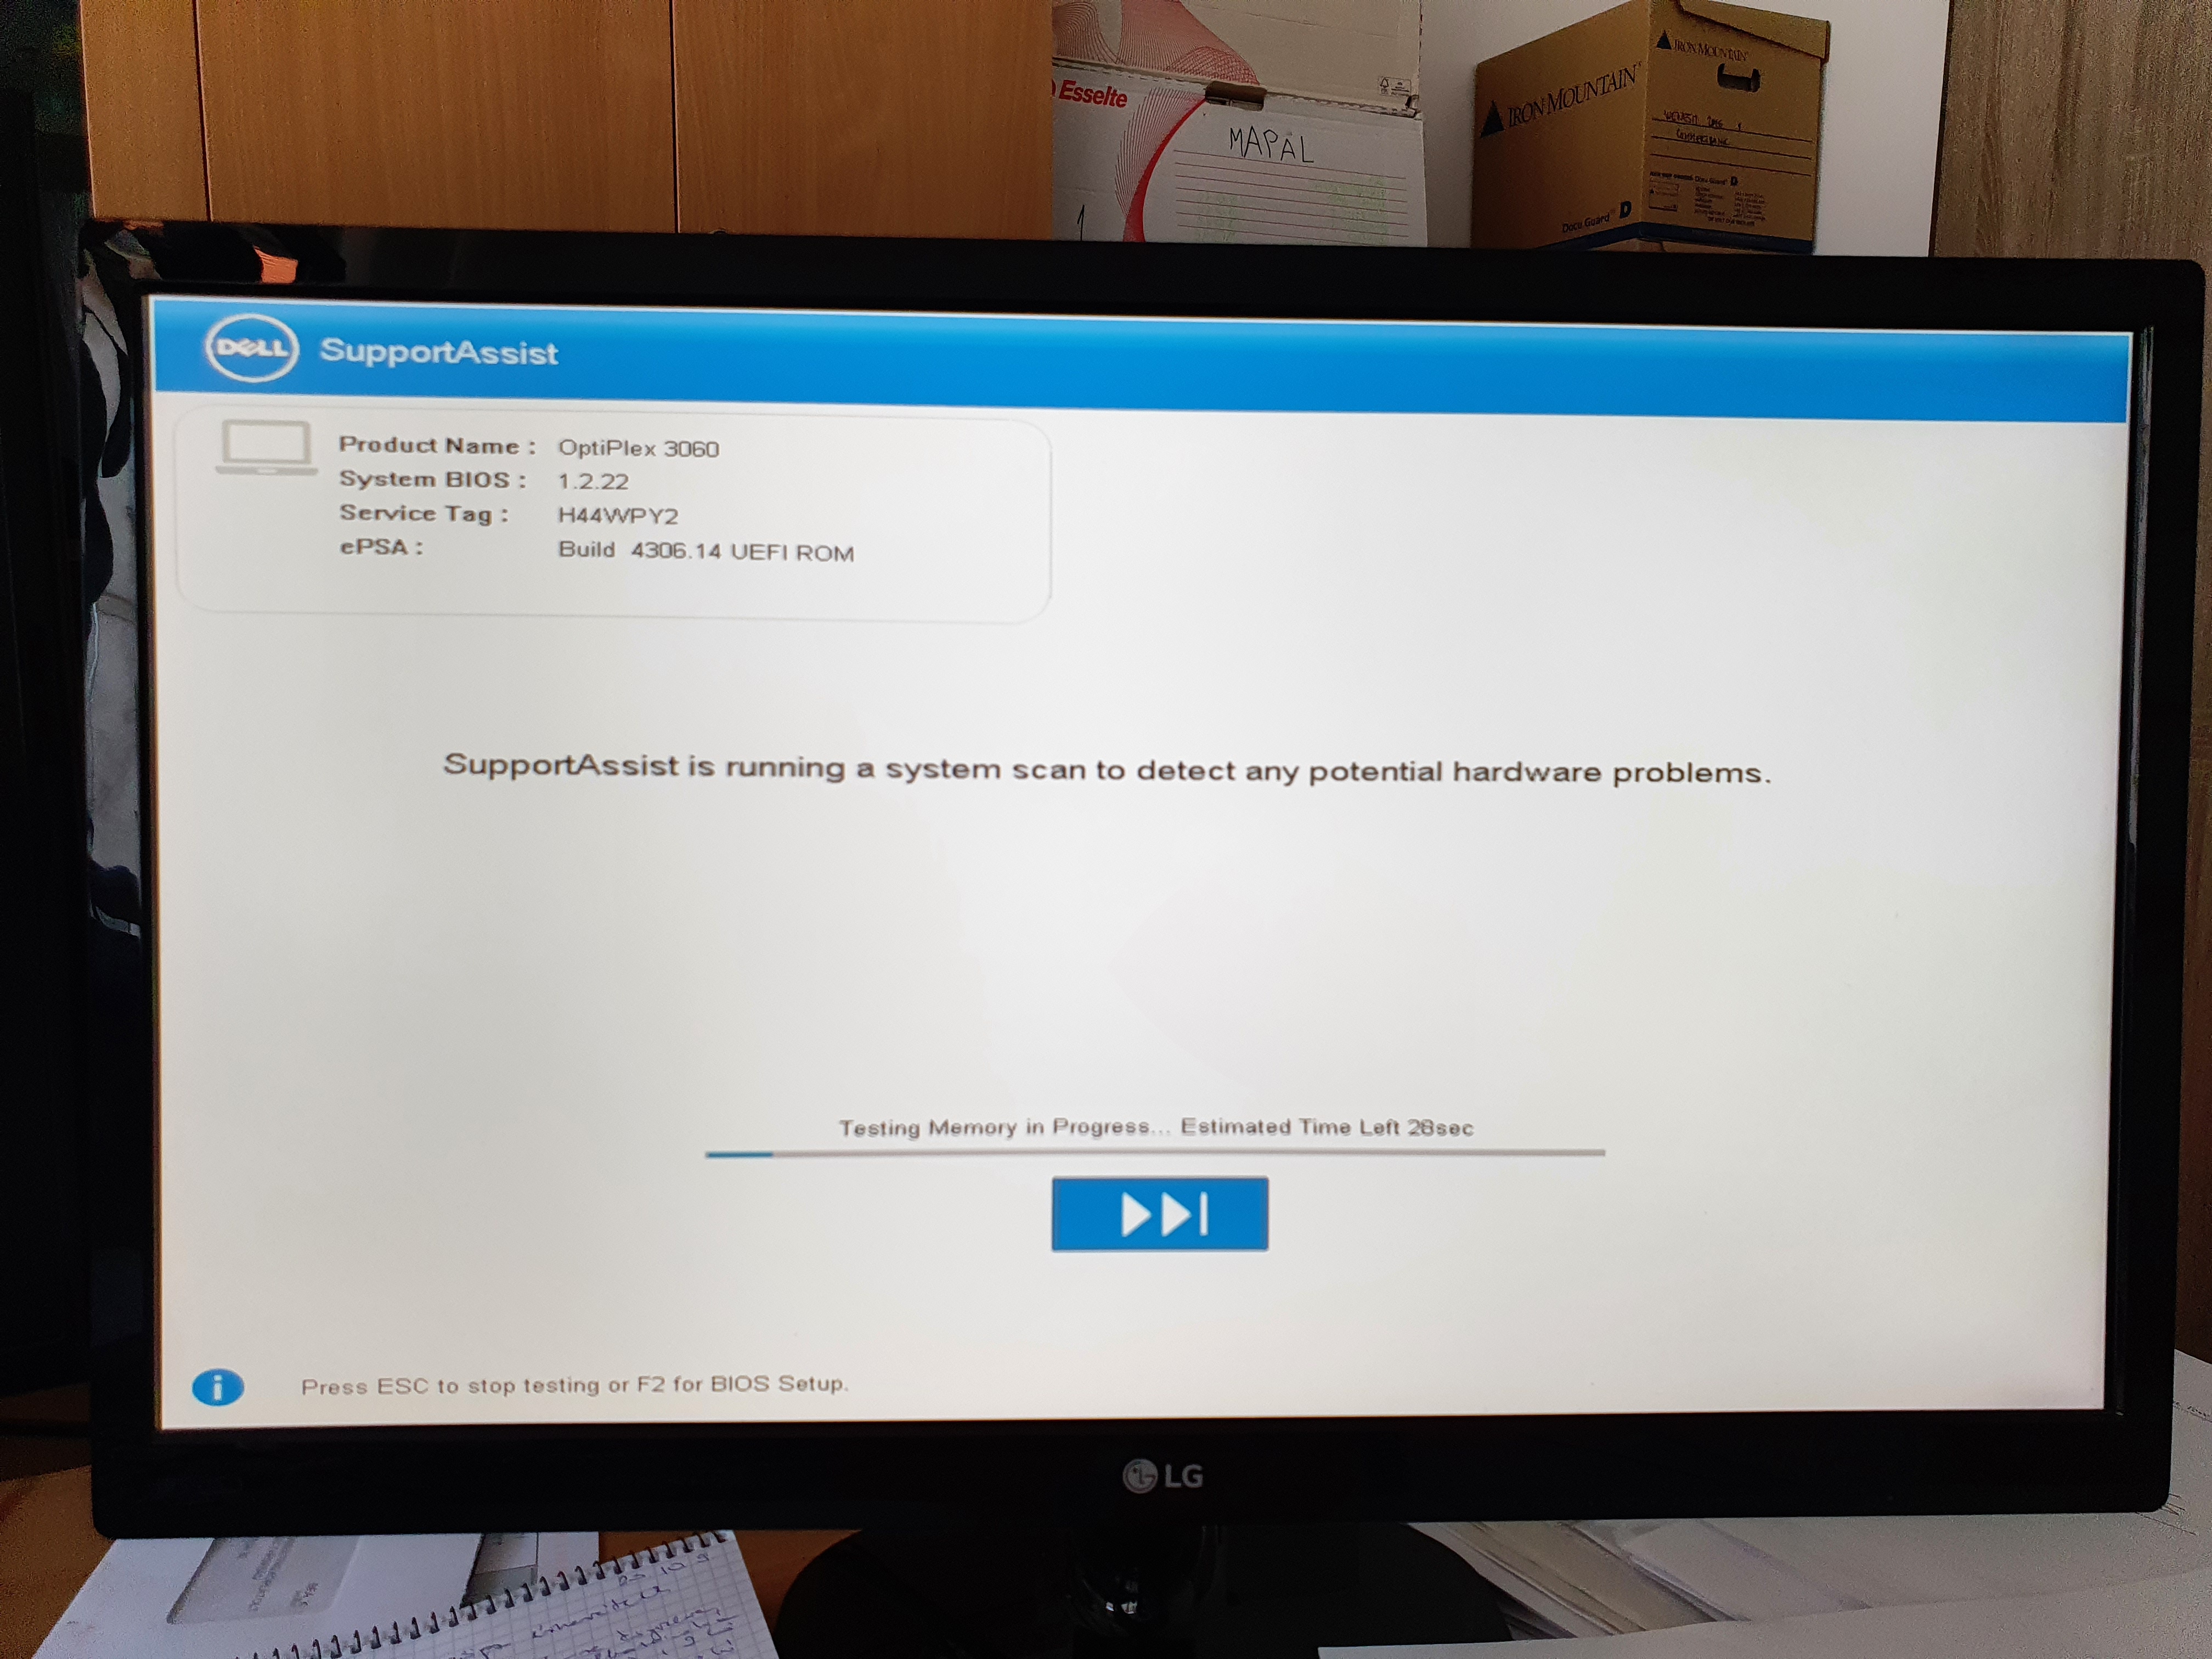 Esselte
MAPÁL
1
IRON MOUNTAIN
IRON MOUNTAIN
Docu Guard D
DELL SupportAssist
Product Name : OptiPlex 3060
System BIOS : 1.2.22
Service Tag : H44WPY2
ePSA : Build 4306.14 UEFI ROM
SupportAssist is running a system scan to detect any potential hardware problems.
Testing Memory in Progress... Estimated Time Left 28sec
i Press ESC to stop testing or F2 for BIOS Setup.
LG